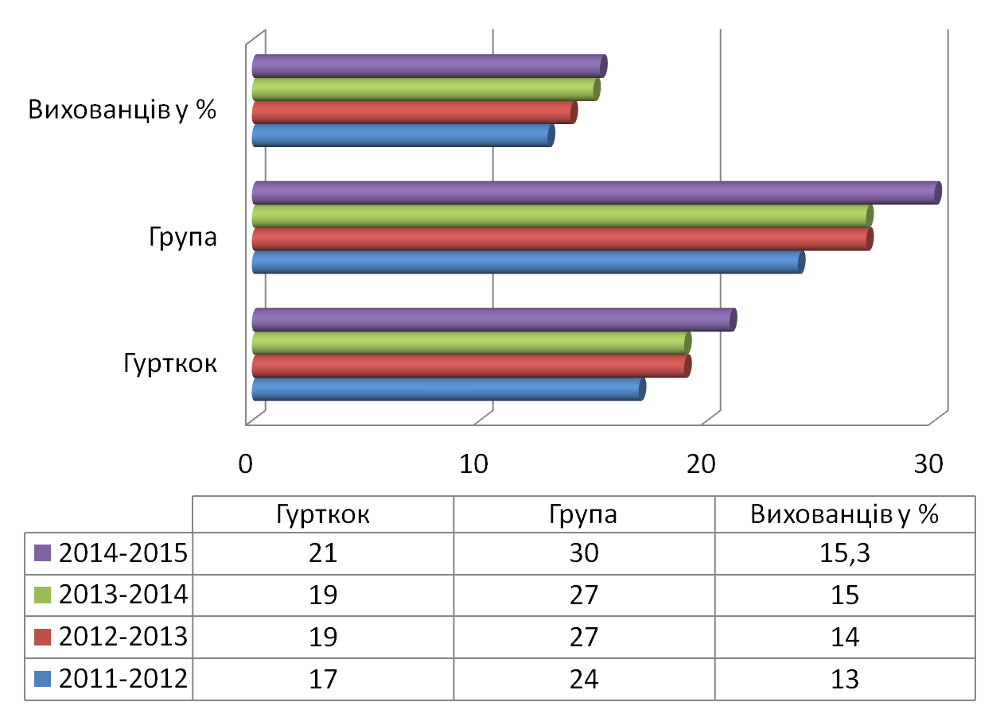 Вихованців у %
Група
Гурткок
0 10 20 30
Гурткок Група Вихованців у %
2014-2015 21 30 15,3
2013-2014 19 27 15
2012-2013 19 27 14
2011-2012 17 24 13